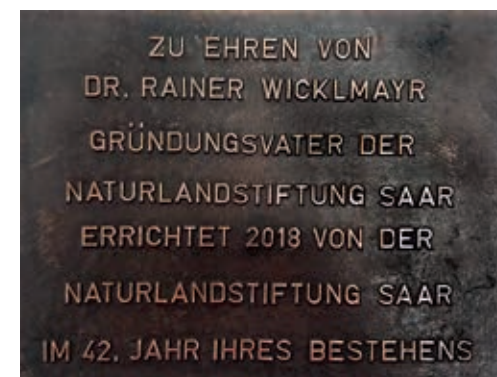 ZU EHREN VON
DR. RAINER WICKLMAYR
GRÜNDUNGSVATER DER
NATURLANDSTIFTUNG SAAR
ERRICHTET 2018 VON DER
NATURLANDSTIFTUNG SAAR
IM 42. JAHR IHRES BESTEHENS